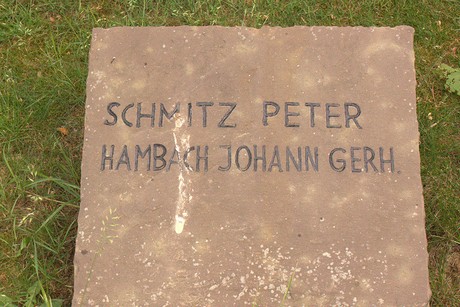 SCHMITZ PETER
HAMBACH JOHANN GERH.